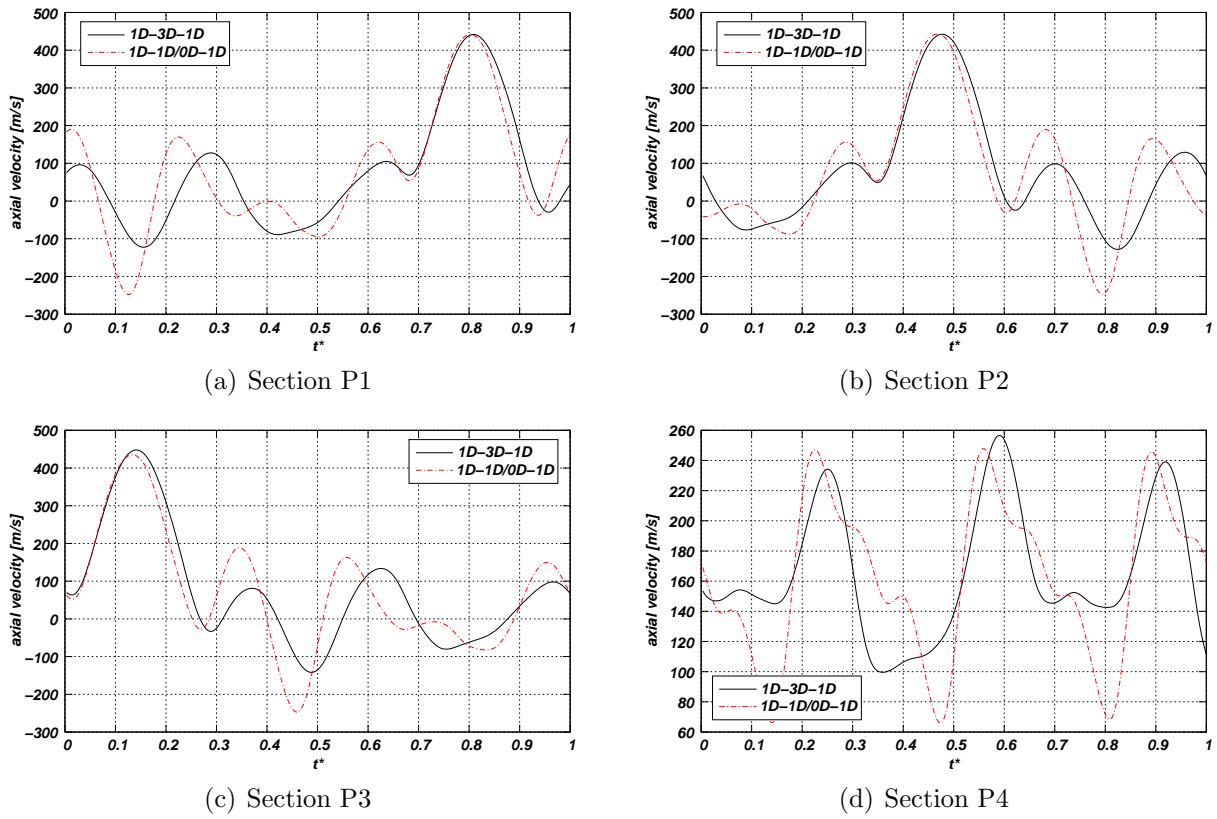 500
400
300
200
100
0
−100
−200
−300
axial velocity [m/s]
0 0.1 0.2 0.3 0.4 0.5 0.6 0.7 0.8 0.9 1
t*
1D−3D−1D
1D−1D/0D−1D
(a) Section P1
500
400
300
200
100
0
−100
−200
−300
axial velocity [m/s]
0 0.1 0.2 0.3 0.4 0.5 0.6 0.7 0.8 0.9 1
t*
1D−3D−1D
1D−1D/0D−1D
(b) Section P2
500
400
300
200
100
0
−100
−200
−300
axial velocity [m/s]
0 0.1 0.2 0.3 0.4 0.5 0.6 0.7 0.8 0.9 1
t*
1D−3D−1D
1D−1D/0D−1D
(c) Section P3
260
240
220
200
180
160
140
120
100
80
60
axial velocity [m/s]
0 0.1 0.2 0.3 0.4 0.5 0.6 0.7 0.8 0.9 1
t*
1D−3D−1D
1D−1D/0D−1D
(d) Section P4